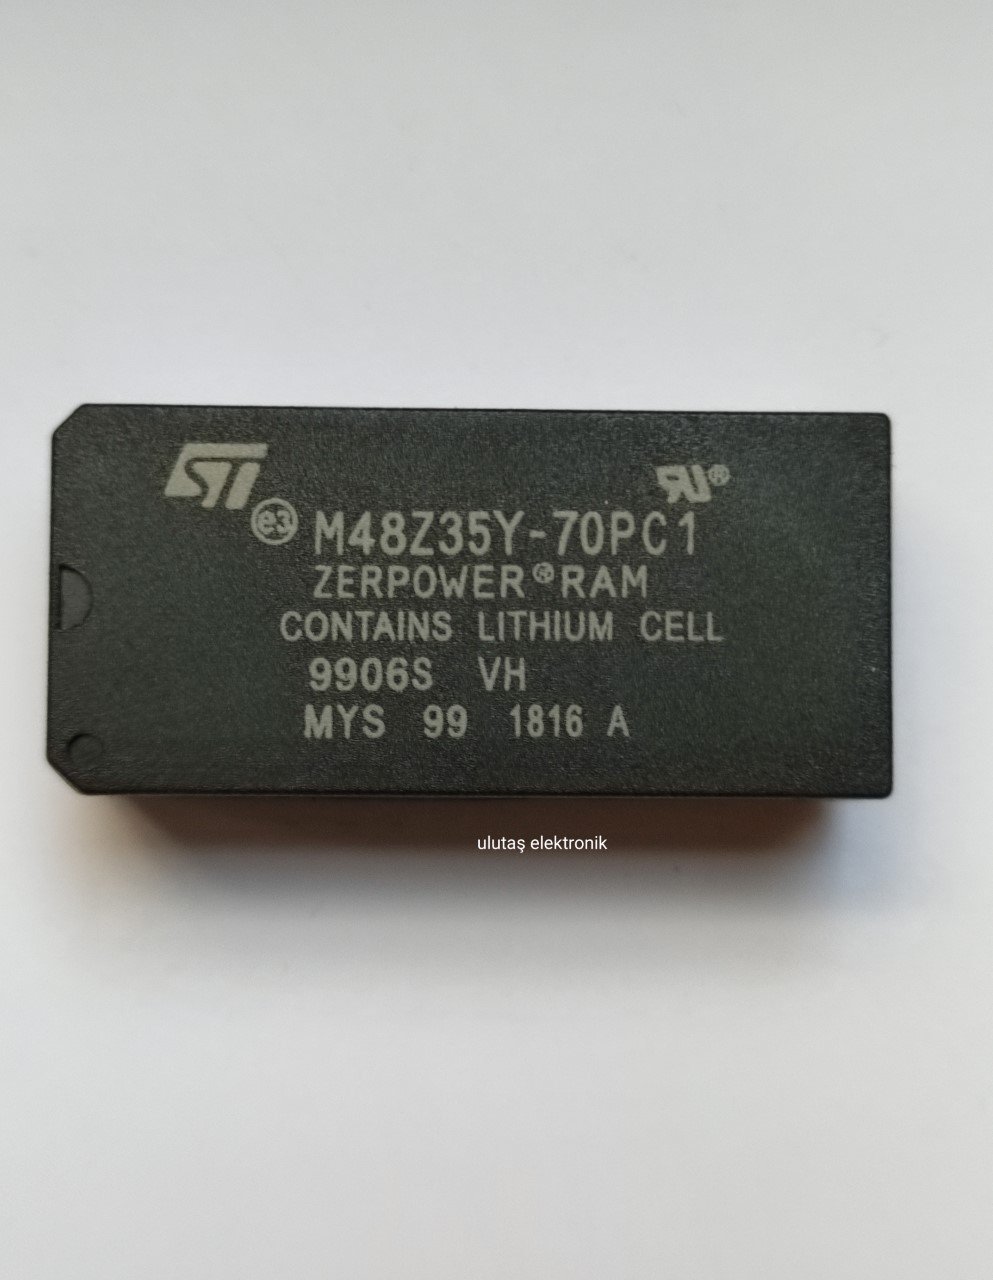 ST
e3 M48Z35Y-70PC1
ZERPOWER®RAM
CONTAINS LITHIUM CELL
9906S VH
MYS 99 1816 A
ulutaş elektronik